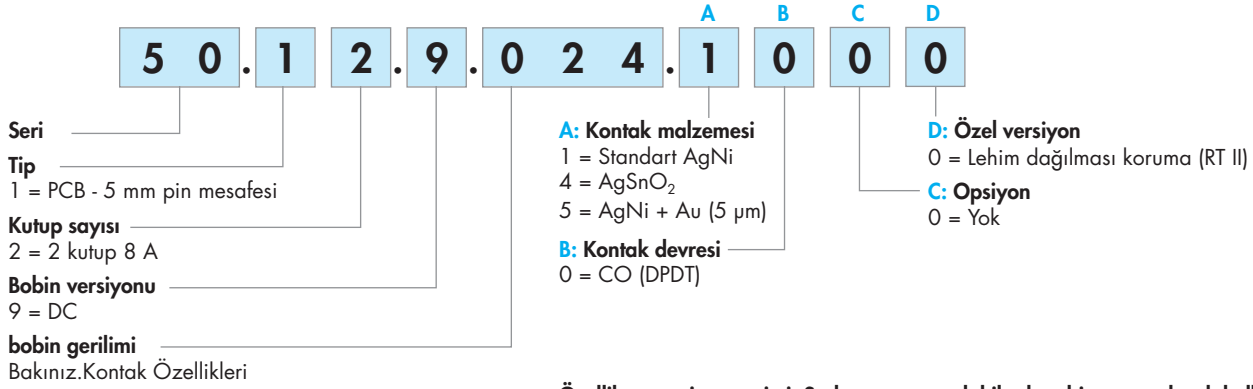 A B C D
5 0 . 1 2 . 9 . 0 2 4 . 1 0 0 0
Seri
Tip
1 = PCB - 5 mm pin mesafesi
Kutup sayısı
2 = 2 kutup 8 A
Bobin versiyonu
9 = DC
bobin gerilimi
Bakınız.Kontak Özellikleri
A: Kontak malzemesi
1 = Standart AgNi
4 = AgSnO₂
5 = AgNi + Au (5 µm)
B: Kontak devresi
0 = CO (DPDT)
D: Özel versiyon
0 = Lehim dağılması koruma (RT II)
C: Opsiyon
0 = Yok